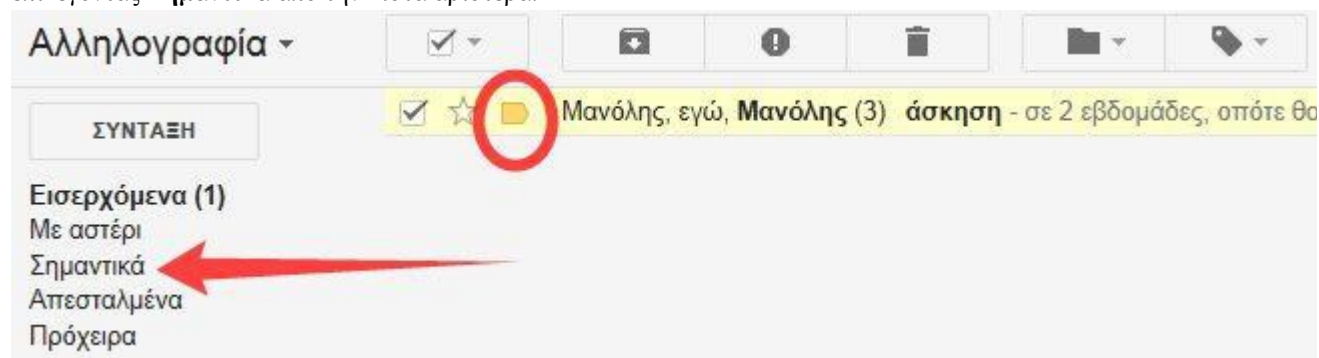 Αλληλογραφία
ΣΥΝΤΑΞΗ
Μανόλης, εγώ, Μανόλης (3) άσκηση - σε 2 εβδομάδες, οπότε θα
Εισερχόμενα (1)
Με αστέρι
Σημαντικά
Απεσταλμένα
Πρόχειρα